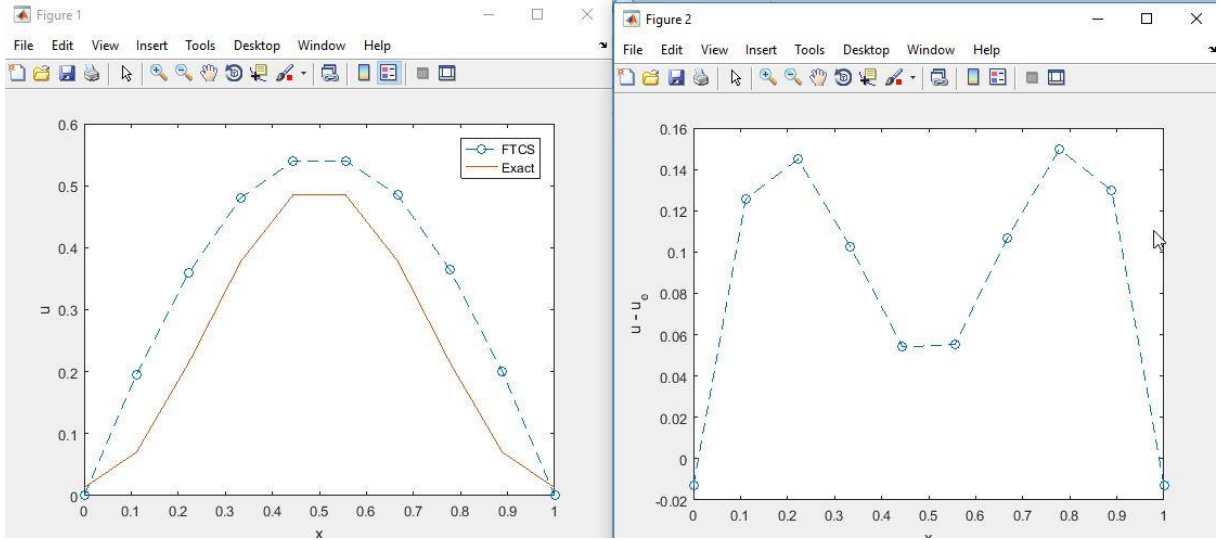 Figure 1
File Edit View Insert Tools Desktop Window Help
0.6
0.5
0.4
0.3
0.2
0.1
0
u
FTCS
Exact
0 0.1 0.2 0.3 0.4 0.5 0.6 0.7 0.8 0.9 1
x
Figure 2
File Edit View Insert Tools Desktop Window Help
0.16
0.14
0.12
0.1
0.08
0.06
0.04
0.02
0
-0.02
u - u_e
0 0.1 0.2 0.3 0.4 0.5 0.6 0.7 0.8 0.9 1
x